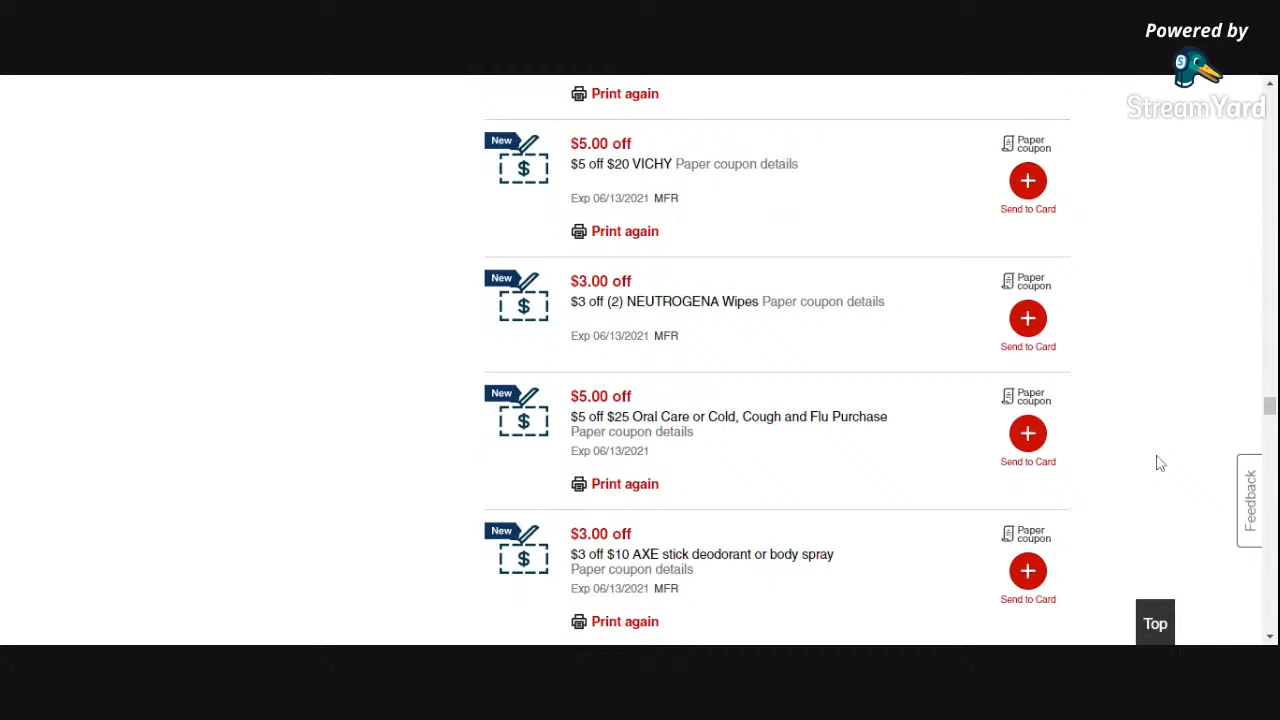 Powered by
StreamYard
Print again
New
$5.00 off
$5 off $20 VICHY Paper coupon details
Exp 06/13/2021 MFR
Print again
Paper
coupon
Send to Card
New
$3.00 off
$3 off (2) NEUTROGENA Wipes Paper coupon details
Exp 06/13/2021 MFR
Paper
coupon
Send to Card
New
$5.00 off
$5 off $25 Oral Care or Cold, Cough and Flu Purchase
Paper coupon details
Exp 06/13/2021
Print again
Paper
coupon
Send to Card
New
$3.00 off
$3 off $10 AXE stick deodorant or body spray
Paper coupon details
Exp 06/13/2021 MFR
Print again
Paper
coupon
Send to Card
Feedback
Top